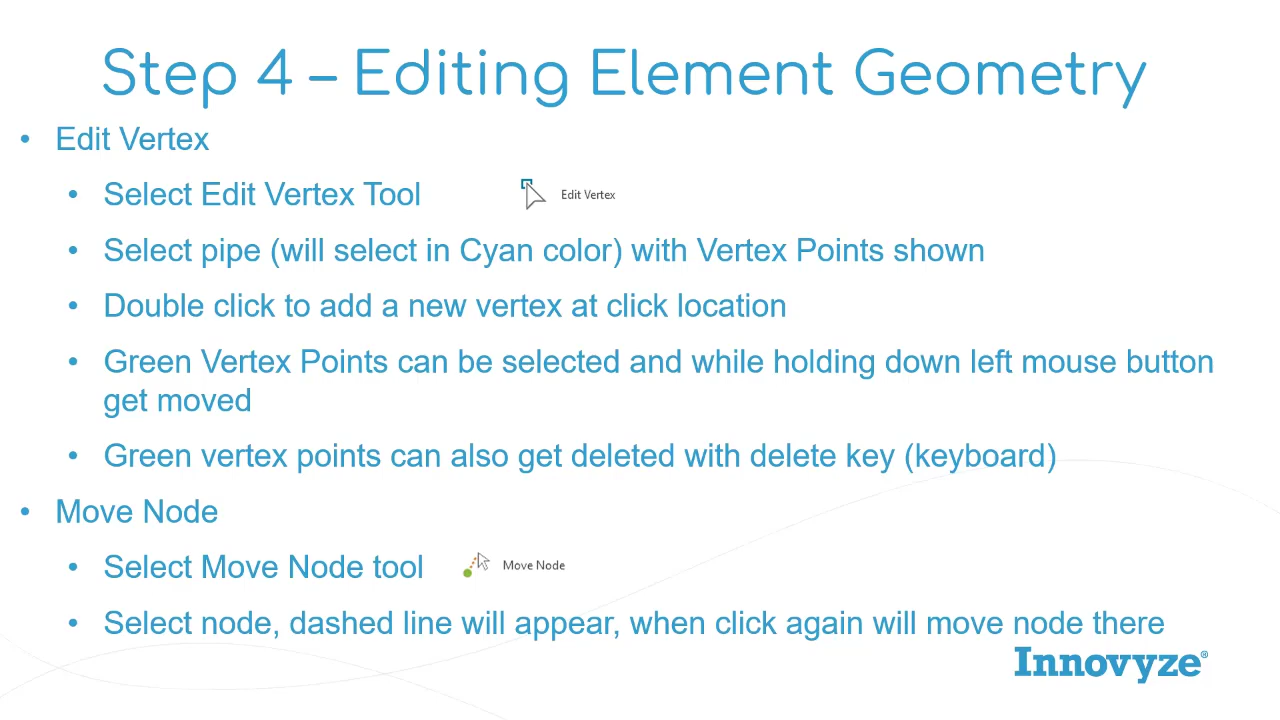 Step 4 – Editing Element Geometry
• Edit Vertex
• Select Edit Vertex Tool
Edit Vertex
• Select pipe (will select in Cyan color) with Vertex Points shown
• Double click to add a new vertex at click location
• Green Vertex Points can be selected and while holding down left mouse button
get moved
• Green vertex points can also get deleted with delete key (keyboard)
• Move Node
• Select Move Node tool
Move Node
• Select node, dashed line will appear, when click again will move node there
Innovyze®